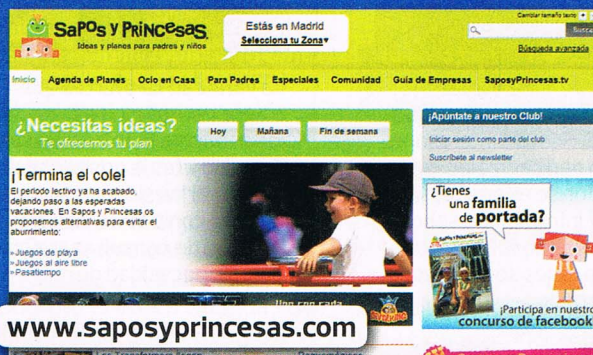 SaPoS y PRiNCeSaS
Ideas y planes para padres y niños
Estás en Madrid
Selecciona tu Zona▾
Cambiar tamaño texto +
Busca
Búsqueda avanzada
Inicio Agenda de Planes Ocio en Casa Para Padres Especiales Comunidad Guía de Empresas SaposyPrincesas.tv
¿Necesitas ideas?
Te ofrecemos tu plan
Hoy Mañana Fin de semana
¡Apúntate a nuestro Club!
Iniciar sesión como parte del club
Suscríbete al newsletter
¡Termina el cole!
El periodo lectivo ya ha acabado,
dejando paso a las esperadas
vacaciones. En Sapos y Princesas os
proponemos alternativas para evitar el
aburrimiento:
»Juegos de playa
»Juegos al aire libre
»Pasatiempo
¿Tienes
una familia
de portada?
SaPoS y PRiNCeSaS
¡Participa en nuestro
concurso de facebook
www.saposyprincesas.com